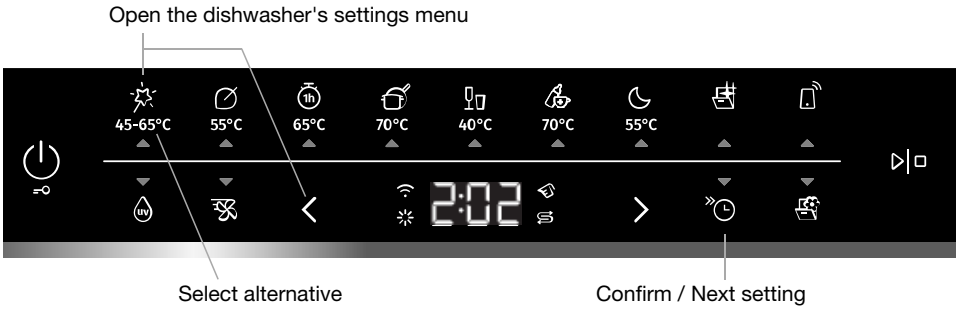 Open the dishwasher's settings menu
1h
45-65°C 55°C 65°C 70°C 40°C 70°C 55°C
uv 2:02
Select alternative Confirm / Next setting